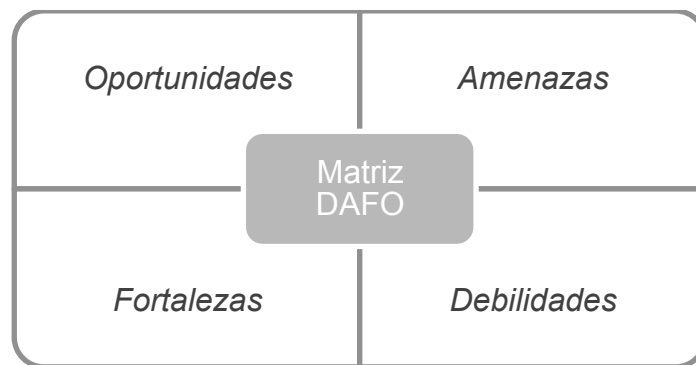 Oportunidades
Amenazas
Matriz
DAFO
Fortalezas
Debilidades